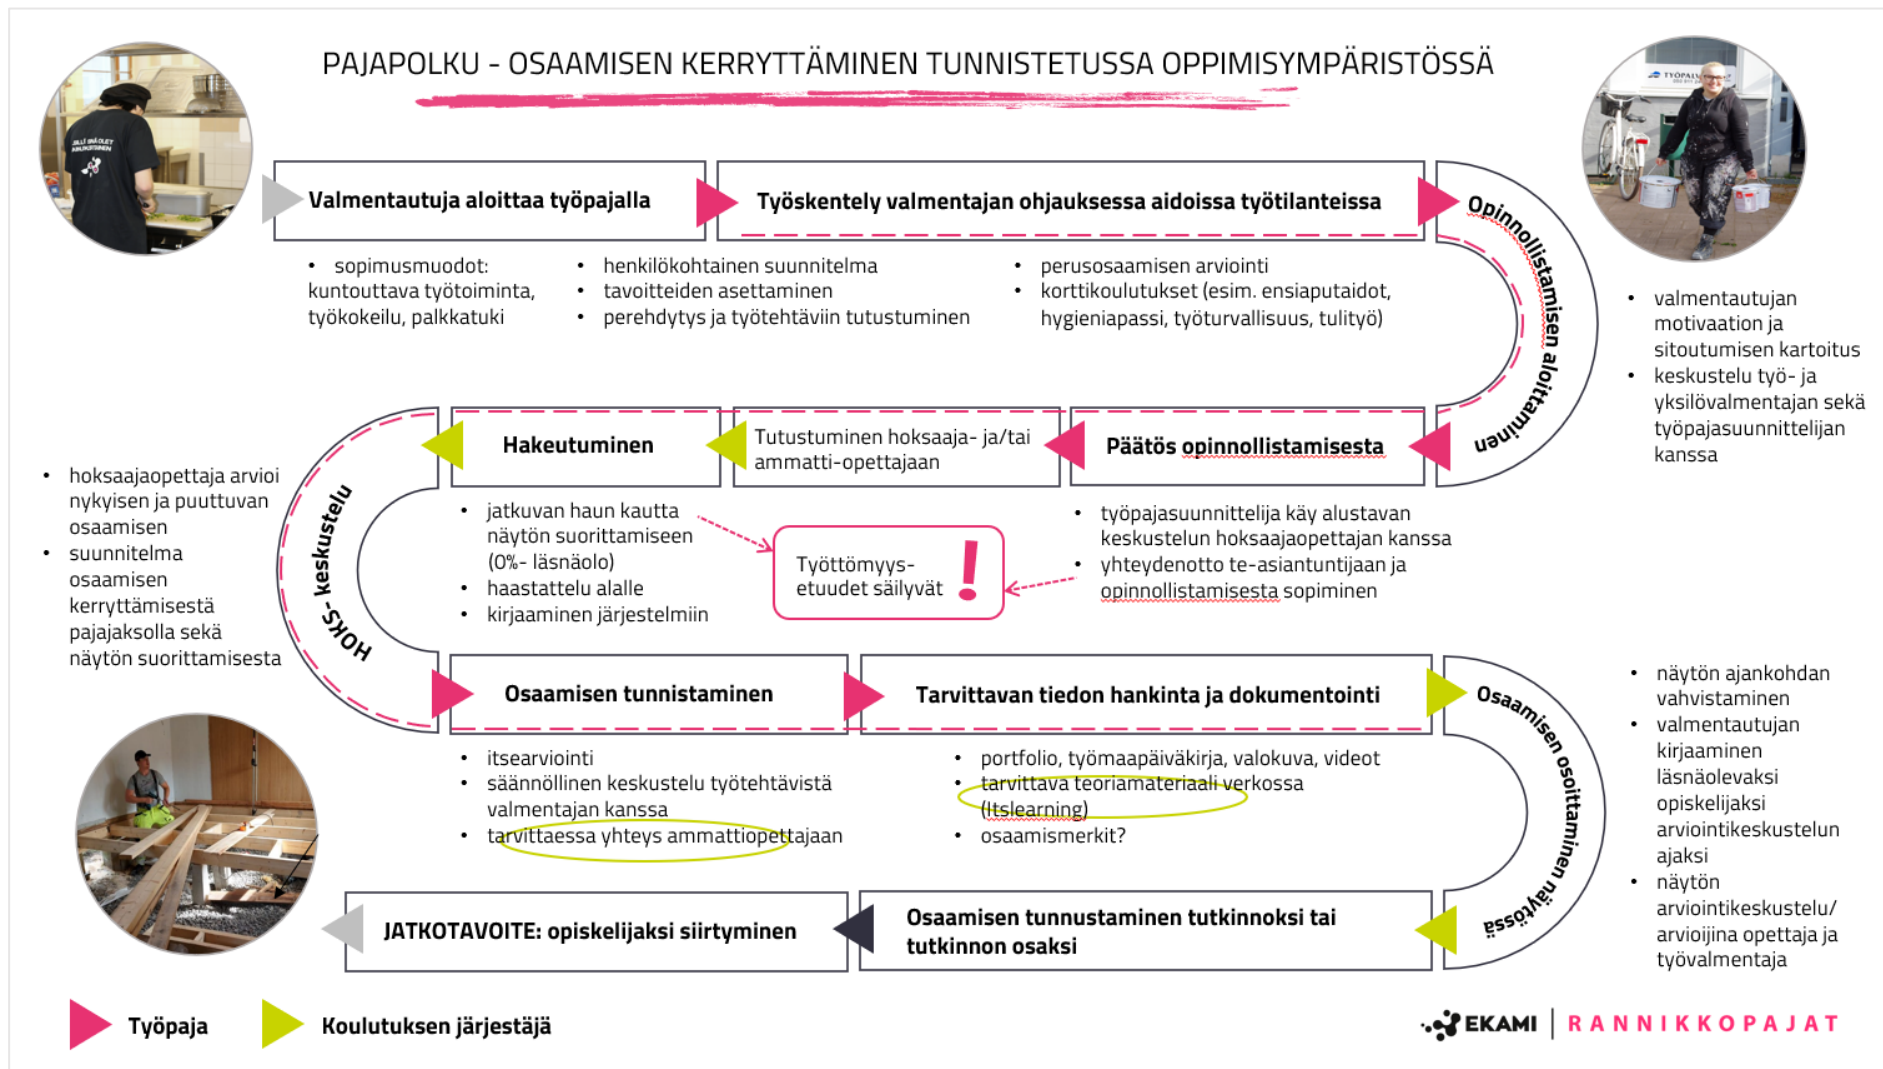 PAJAPOLKU - OSAAMISEN KERRYTTÄMINEN TUNNISTETUSSA OPPIMISYMPÄRISTÖSSÄ
Valmentautuja aloittaa työpajalla
Työskentely valmentajan ohjauksessa aidoissa työtilanteissa
Opinnollistamisen aloittaminen
• sopimusmuodot:
kuntouttava työtoiminta,
työkokeilu, palkkatuki
• henkilökohtainen suunnitelma
• tavoitteiden asettaminen
• perehdytys ja työtehtäviin tutustuminen
• perusosaamisen arviointi
• korttikoulutukset (esim. ensiaputaidot,
hygieniapassi, työturvallisuus, tulityö)
• valmentautujan
motivaation ja
sitoutumisen kartoitus
• keskustelu työ- ja
yksilövalmentajan sekä
työpajasuunnittelijan
kanssa
Päätös opinnollistamisesta
Tutustuminen hoksaaja- ja/tai
ammatti-opettajaan
Hakeutuminen
HOKS- keskustelu
• työpajasuunnittelija käy alustavan
keskustelun hoksaajaopettajan kanssa
• yhteydenotto te-asiantuntijaan ja
opinnollistamisesta sopiminen
Työttömyys-
etuudet säilyvät
!
• jatkuvan haun kautta
näytön suorittamiseen
(0%- läsnäolo)
• haastattelu alalle
• kirjaaminen järjestelmiin
• hoksaajaopettaja arvioi
nykyisen ja puuttuvan
osaamisen
• suunnitelma
osaamisen
kerryttämisestä
pajajaksolla sekä
näytön suorittamisesta
Osaamisen tunnistaminen
Tarvittavan tiedon hankinta ja dokumentointi
Osaamisen osoittaminen näytössä
• itsearviointi
• säännöllinen keskustelu työtehtävistä
valmentajan kanssa
• tarvittaessa yhteys ammattiopettajaan
• portfolio, työmaapäiväkirja, valokuva, videot
• tarvittava teoriamateriaali verkossa
(Itslearning)
• osaamismerkit?
• näytön ajankohdan
vahvistaminen
• valmentautujan
kirjaaminen
läsnäolevaksi
opiskelijaksi
arviointikeskustelun
ajaksi
• näytön
arviointikeskustelu/
arvioijina opettaja ja
työvalmentaja
Osaamisen tunnustaminen tutkinnoksi tai
tutkinnon osaksi
JATKOTAVOITE: opiskelijaksi siirtyminen
Työpaja
Koulutuksen järjestäjä
EKAMI | RANNIKKOPAJAT